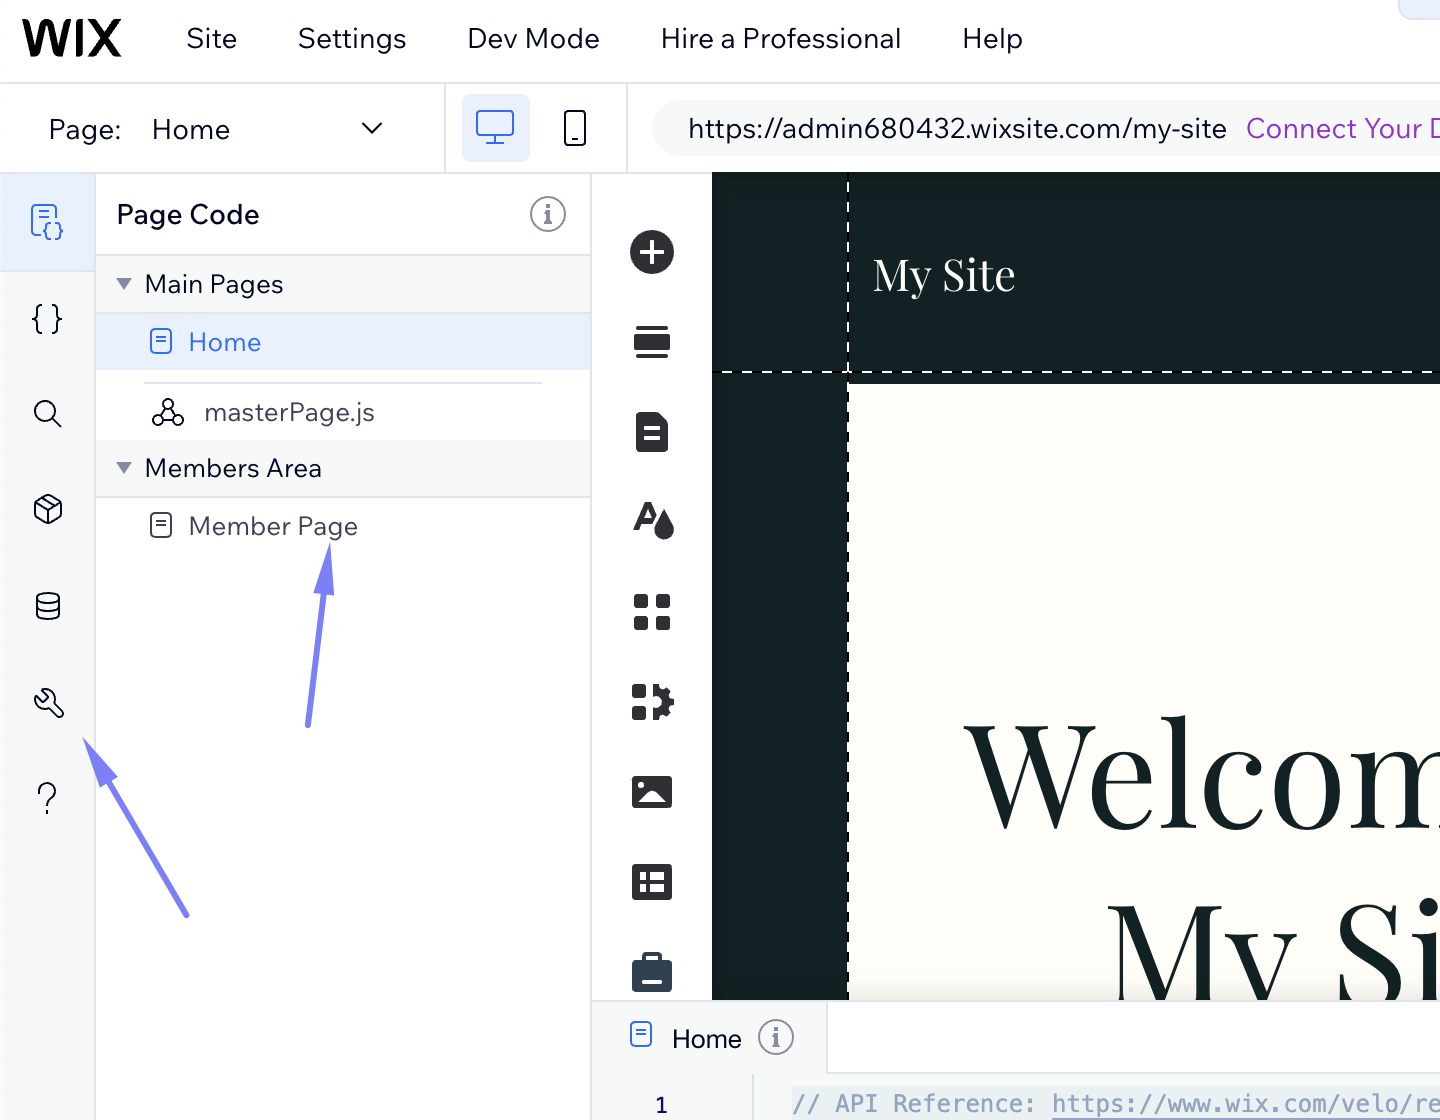 WIX Site Settings Dev Mode Hire a Professional Help
Page: Home https://admin680432.wixsite.com/my-site Connect Your
Page Code
Main Pages
Home
masterPage.js
Members Area
Member Page
My Site
Welcom
My Si
Home
1 // API Reference: https://www.wix.com/velo/re